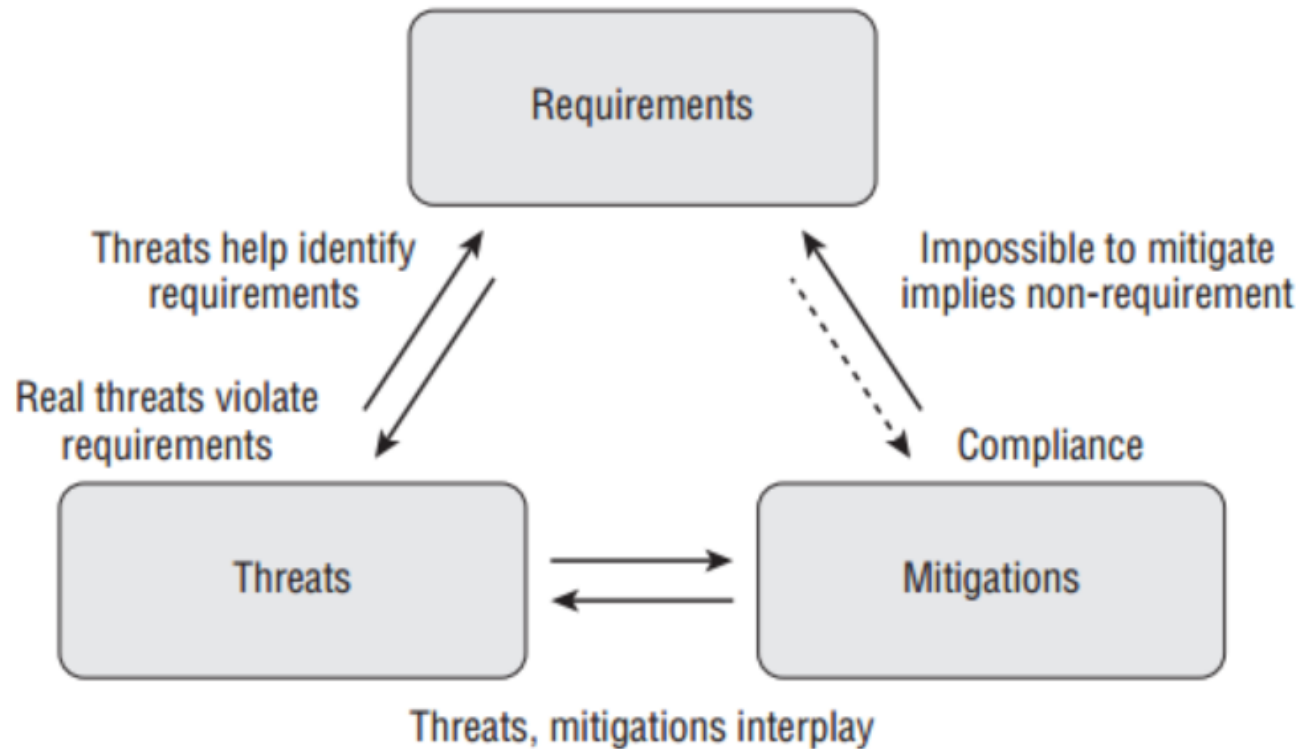 Requirements
Threats help identify
requirements
Impossible to mitigate
implies non-requirement
Real threats violate
requirements
Compliance
Threats
Mitigations
Threats, mitigations interplay